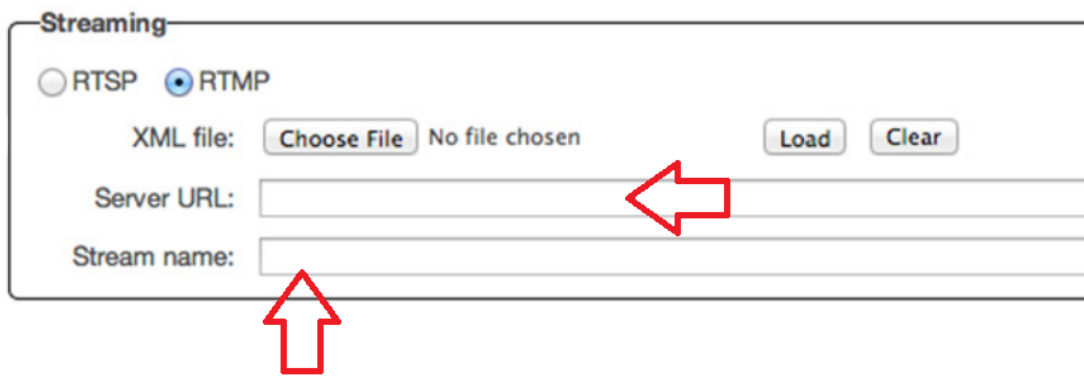 Streaming
RTSP RTMP
XML file: Choose File No file chosen Load Clear
Server URL:
Stream name: